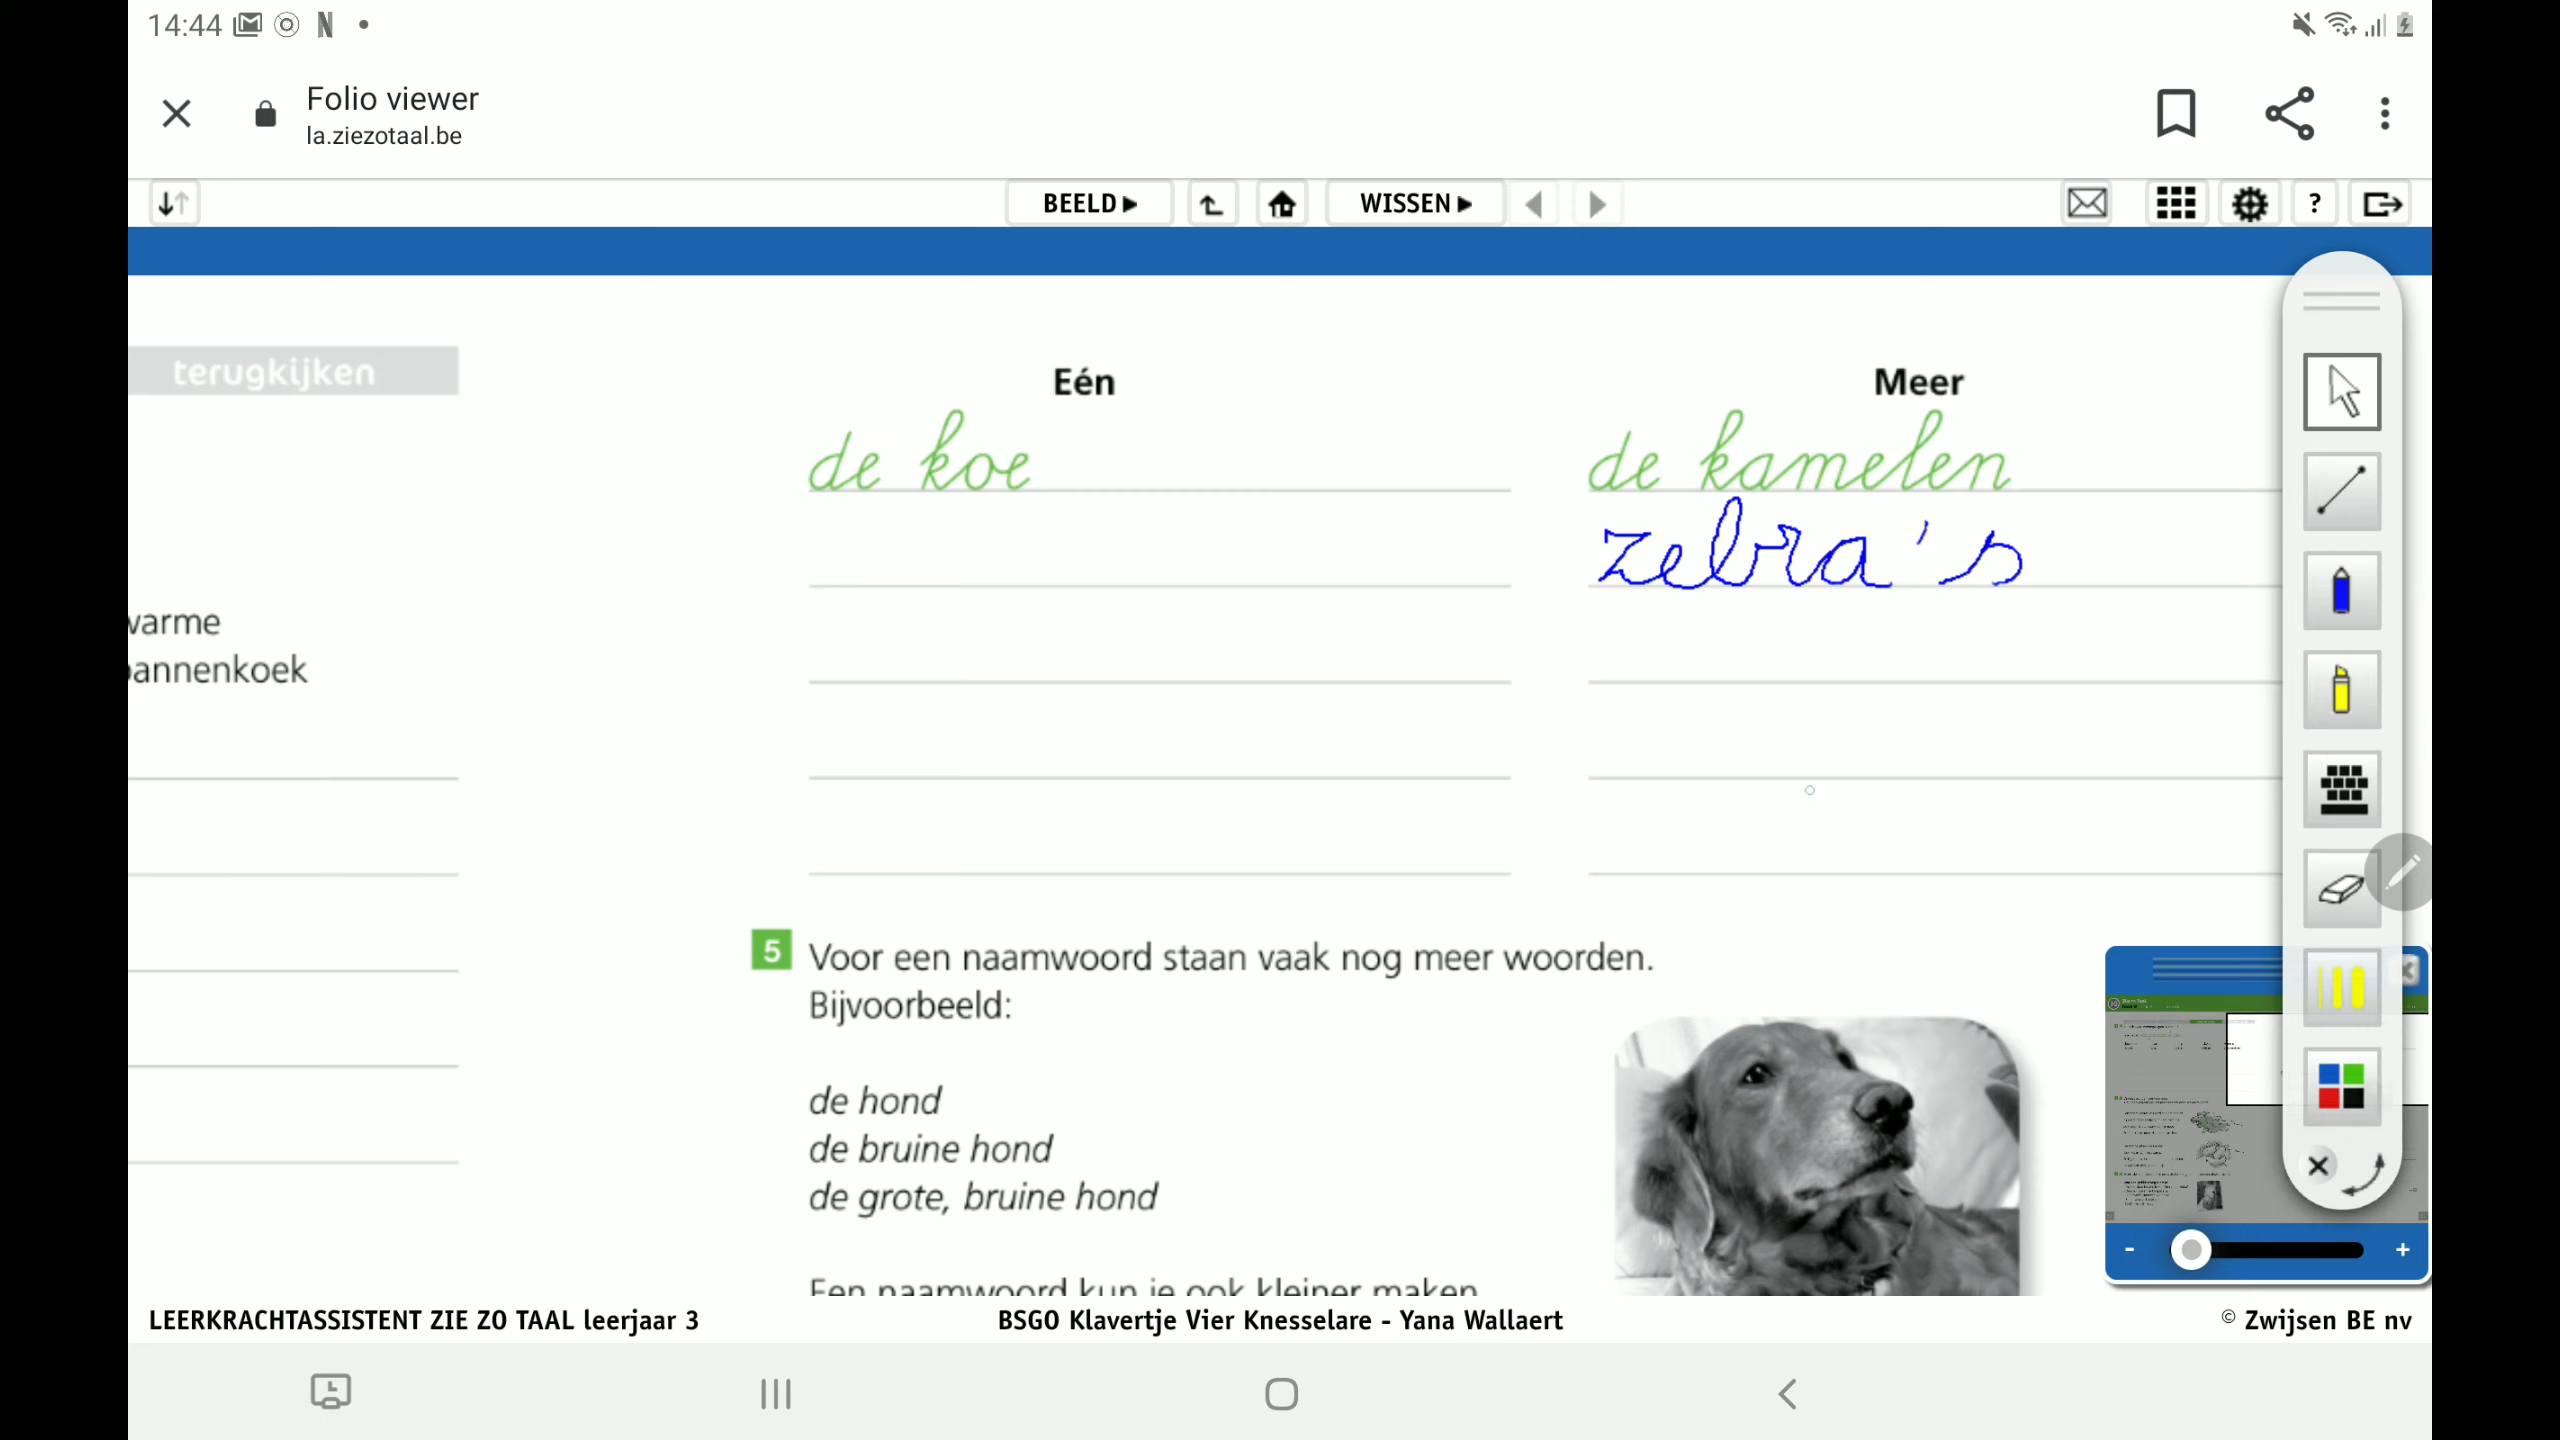 14:44
Folio viewer
la.ziezotaal.be
BEELD
WISSEN
?
terugkijken
Eén
Meer
de koe
de kamelen
zebra's
warme
pannenkoek
5 Voor een naamwoord staan vaak nog meer woorden.
Bijvoorbeeld:
de hond
de bruine hond
de grote, bruine hond
Een naamwoord kun je ook kleiner maken
- +
LEERKRACHTASSISTENT ZIE ZO TAAL leerjaar 3
BSGO Klavertje Vier Knesselare - Yana Wallaert
© Zwijsen BE nv